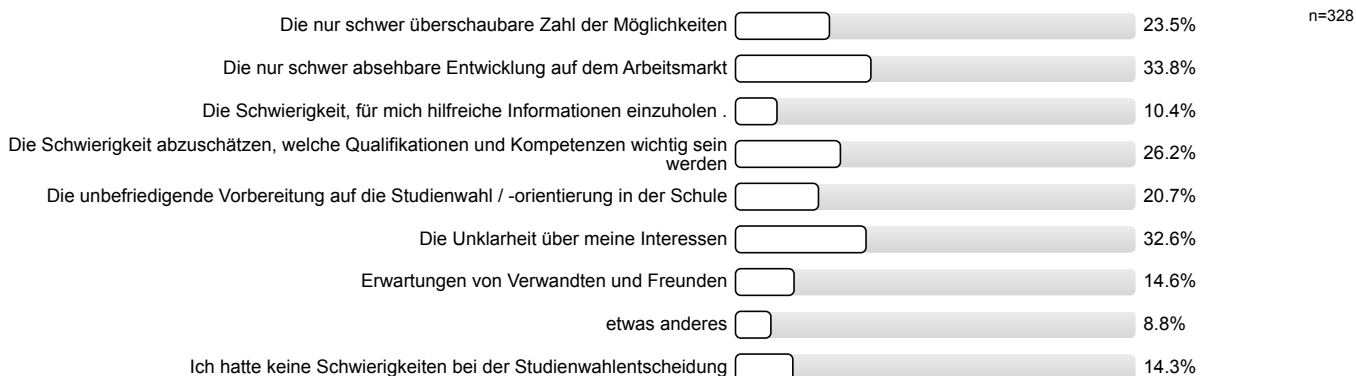 Die nur schwer überschaubare Zahl der Möglichkeiten 23.5% n=328
Die nur schwer absehbare Entwicklung auf dem Arbeitsmarkt 33.8%
Die Schwierigkeit, für mich hilfreiche Informationen einzuholen . 10.4%
Die Schwierigkeit abzuschätzen, welche Qualifikationen und Kompetenzen wichtig sein
werden 26.2%
Die unbefriedigende Vorbereitung auf die Studienwahl / -orientierung in der Schule 20.7%
Die Unklarheit über meine Interessen 32.6%
Erwartungen von Verwandten und Freunden 14.6%
etwas anderes 8.8%
Ich hatte keine Schwierigkeiten bei der Studienwahlentscheidung 14.3%